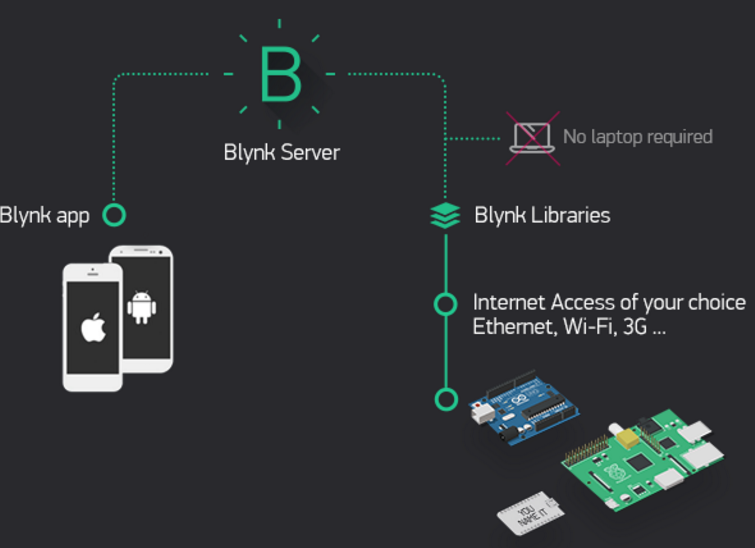 B
Blynk Server
No laptop required
Blynk app
Blynk Libraries
Internet Access of your choice
Ethernet, Wi-Fi, 3G ...
YOU
NAME IT